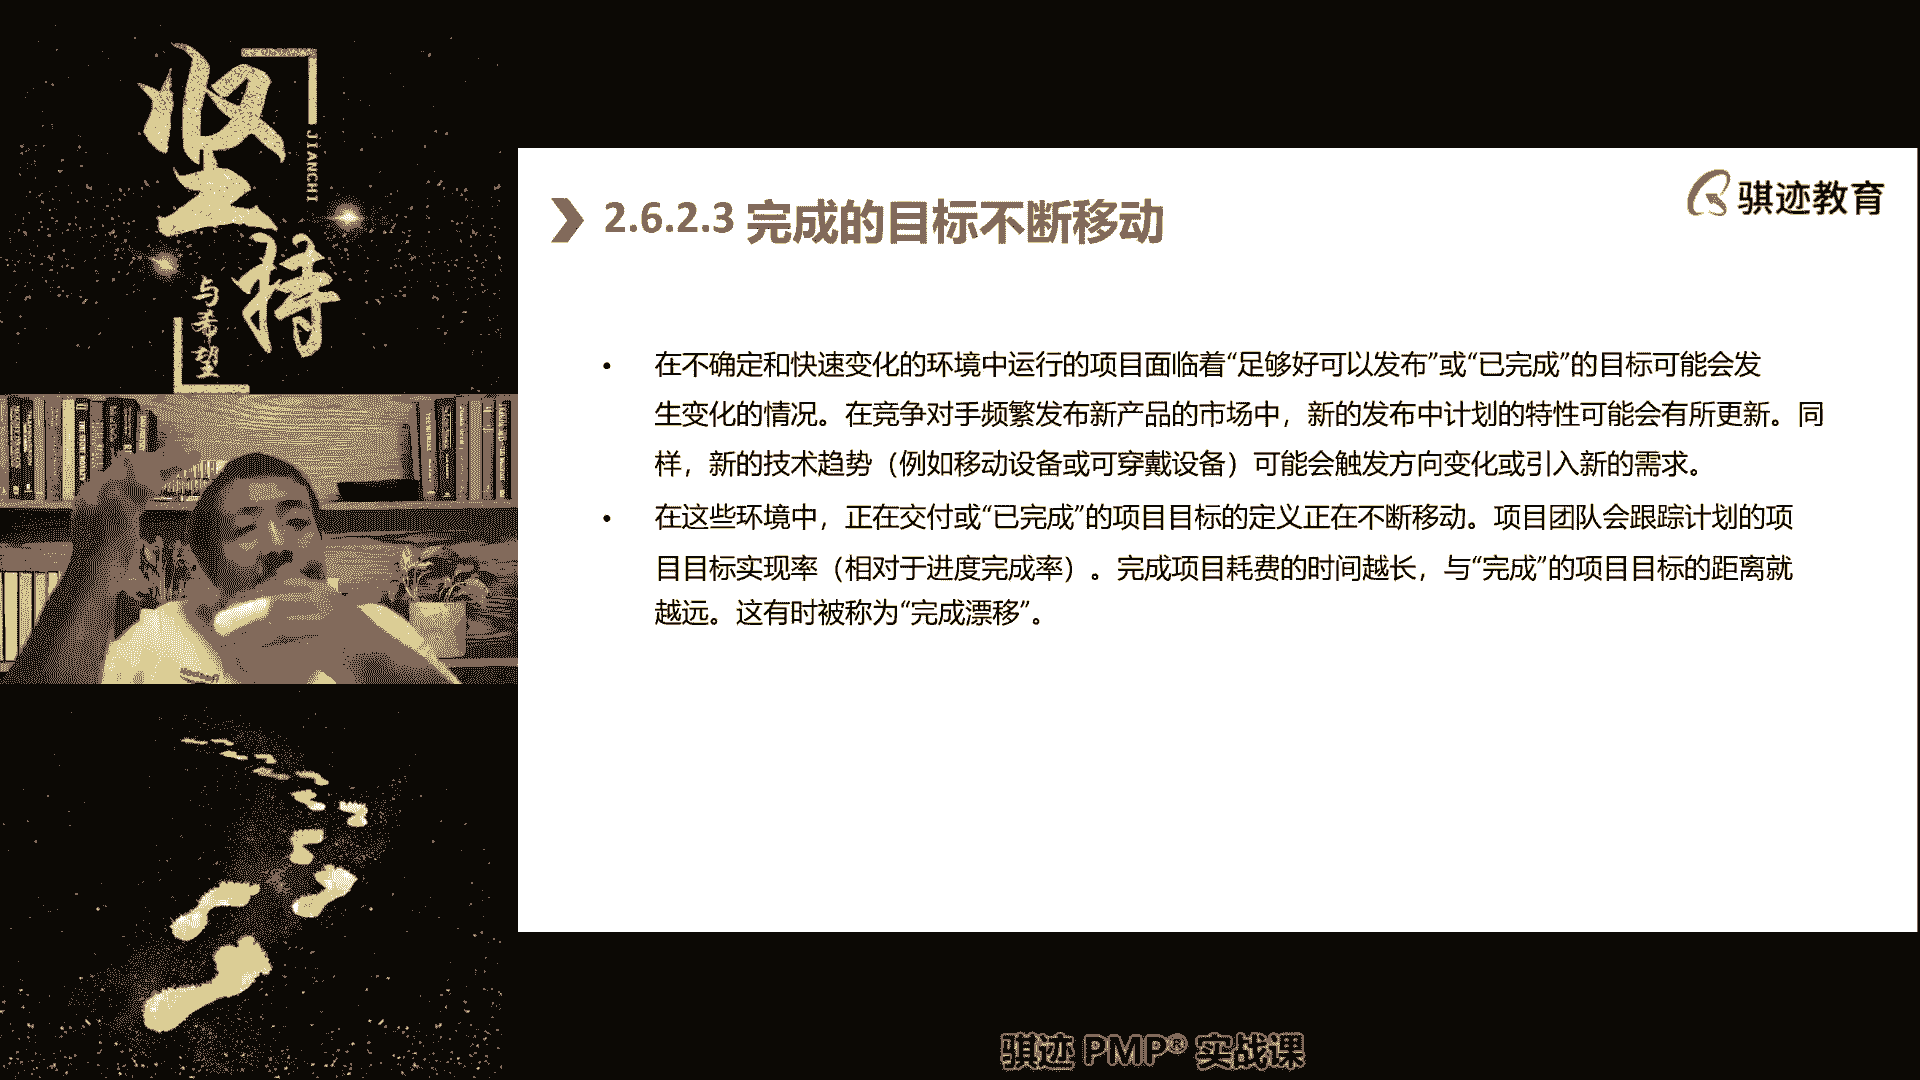 坚持
JIANCHI
与希望
骐迹教育
2.6.2.3 完成的目标不断移动
• 在不确定和快速变化的环境中运行的项目面临着“足够好可以发布”或“已完成”的目标可能会发
生变化的情况。在竞争对手频繁发布新产品的市场中，新的发布中计划的特性可能会有所更新。同
样，新的技术趋势（例如移动设备或可穿戴设备）可能会触发方向变化或引入新的需求。
• 在这些环境中，正在交付或“已完成”的项目目标的定义正在不断移动。项目团队会跟踪计划的项
目目标实现率（相对于进度完成率）。完成项目耗费的时间越长，与“完成”的项目目标的距离就
越远。这有时被称为“完成漂移”。
骐迹 PMP® 实战课